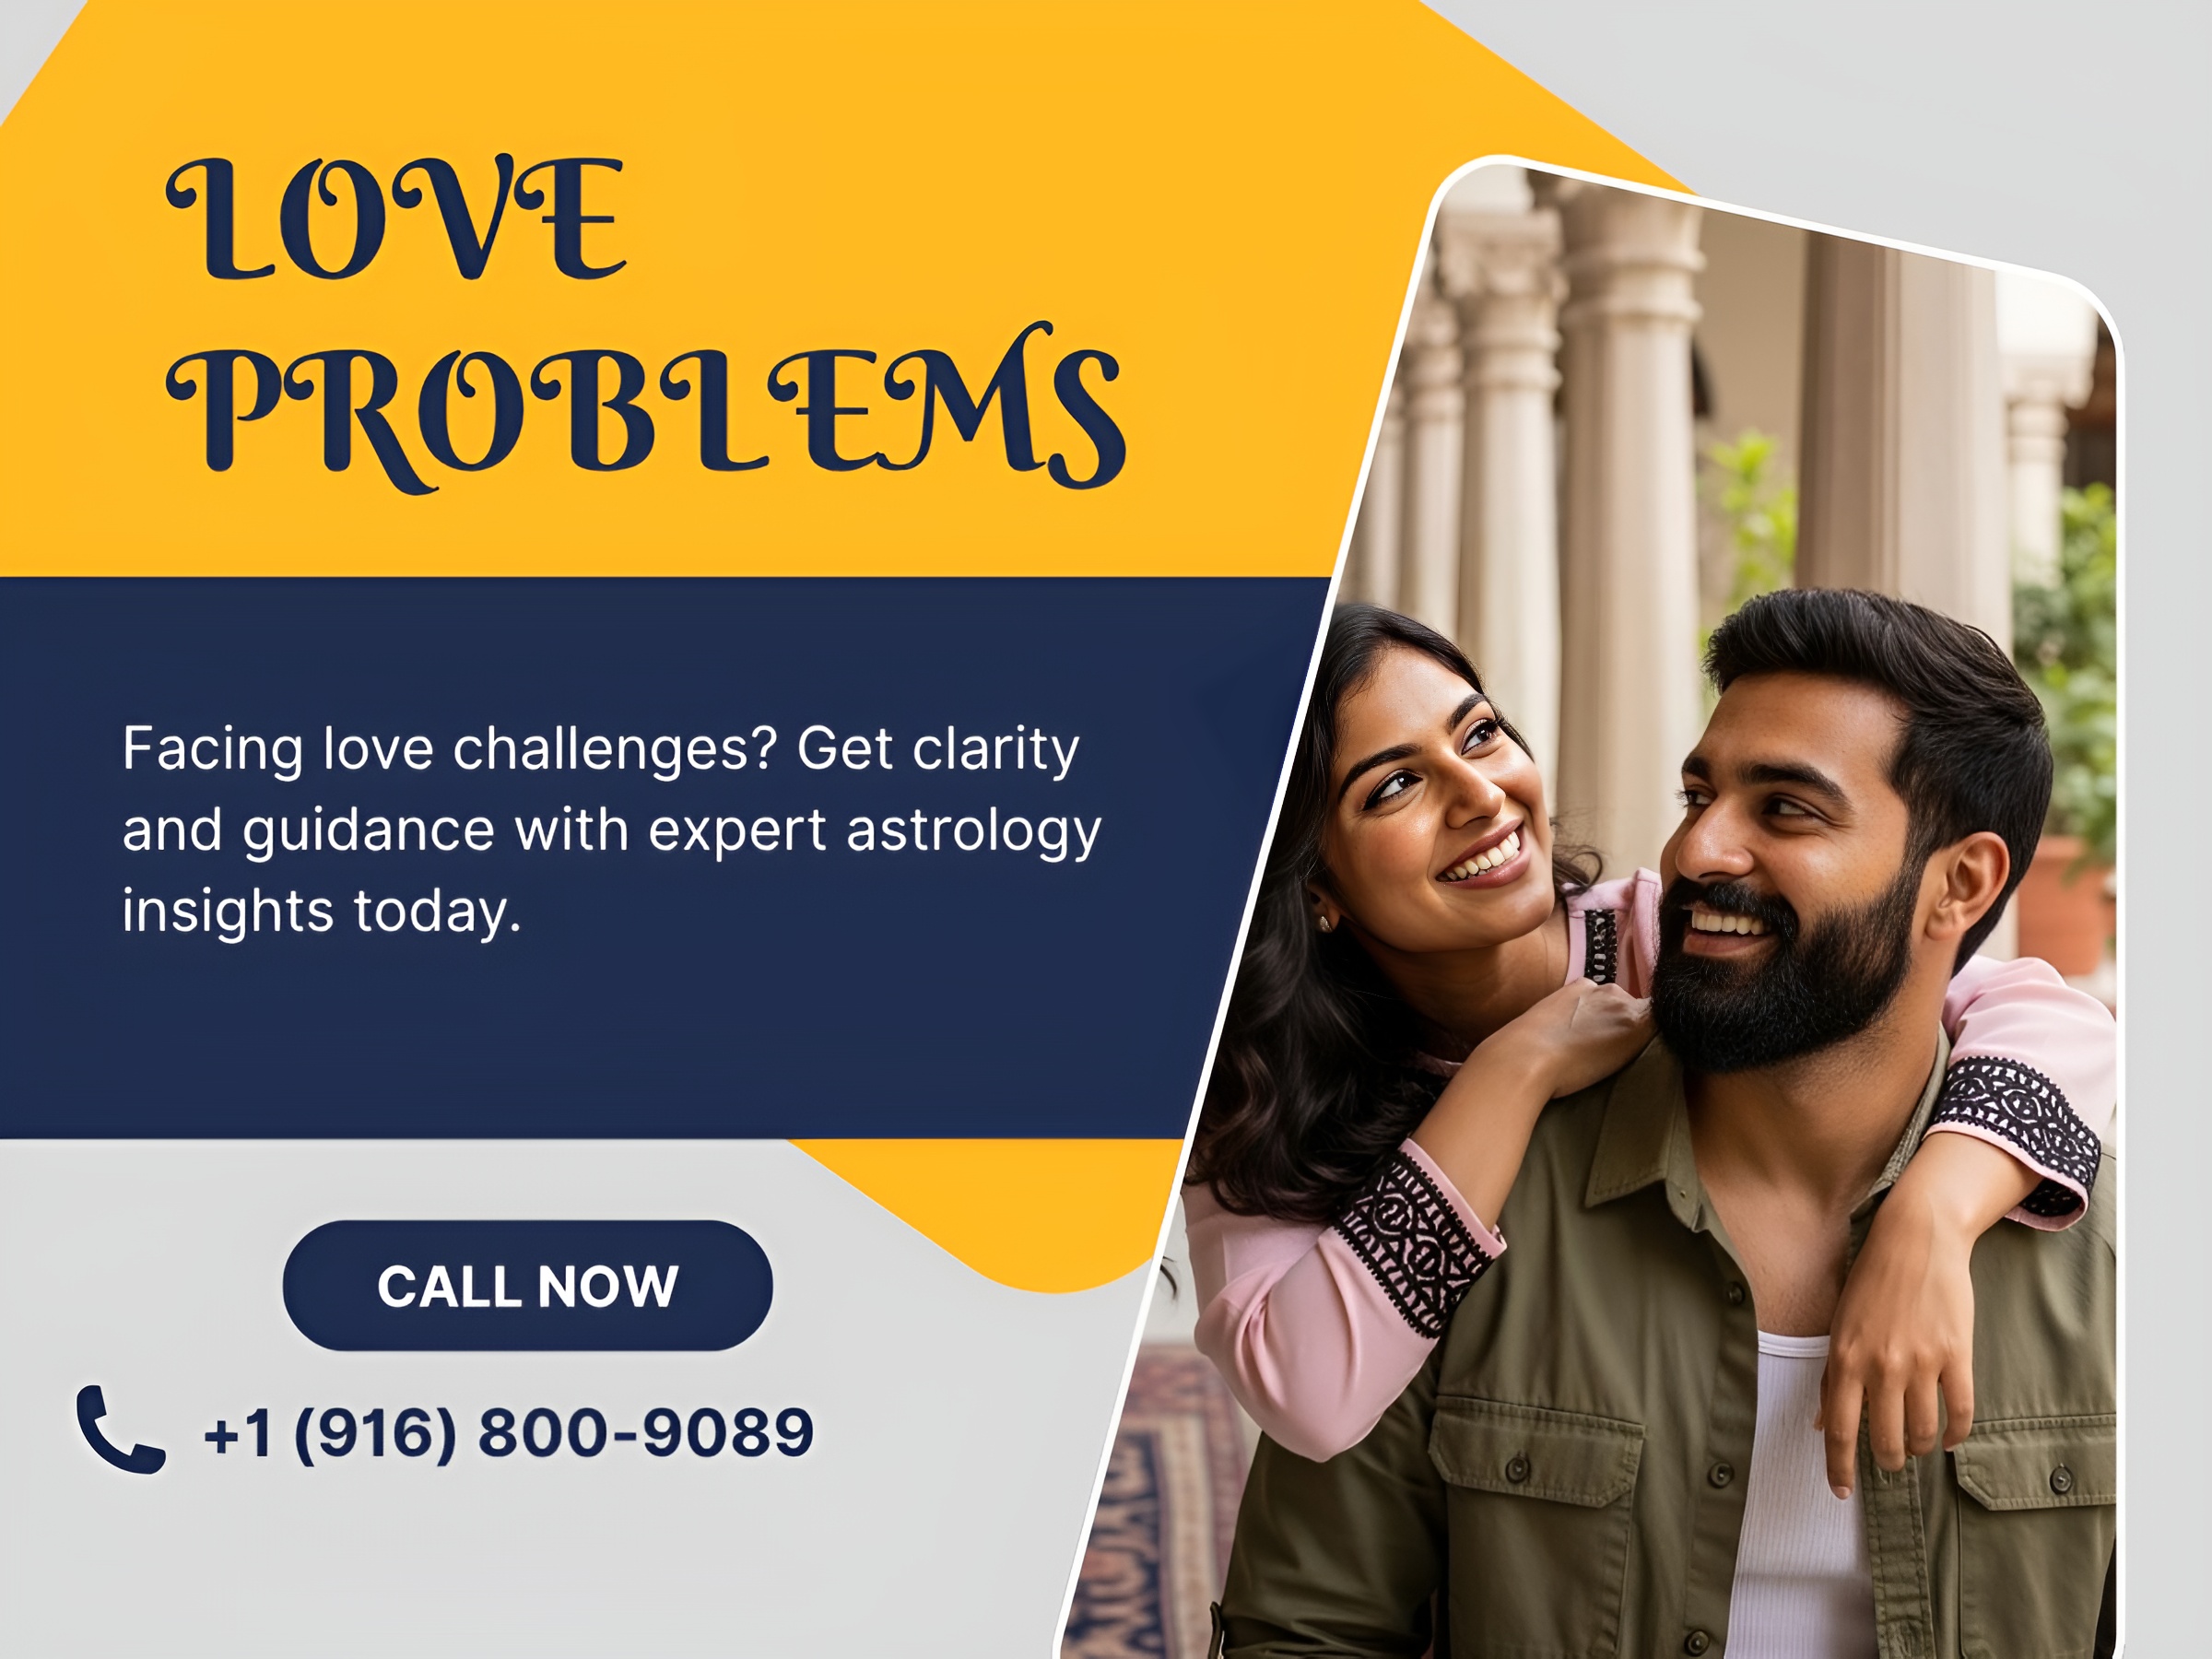 LOVE
PROBLEMS
Facing love challenges? Get clarity
and guidance with expert astrology
insights today.
CALL NOW
+1 (916) 800-9089